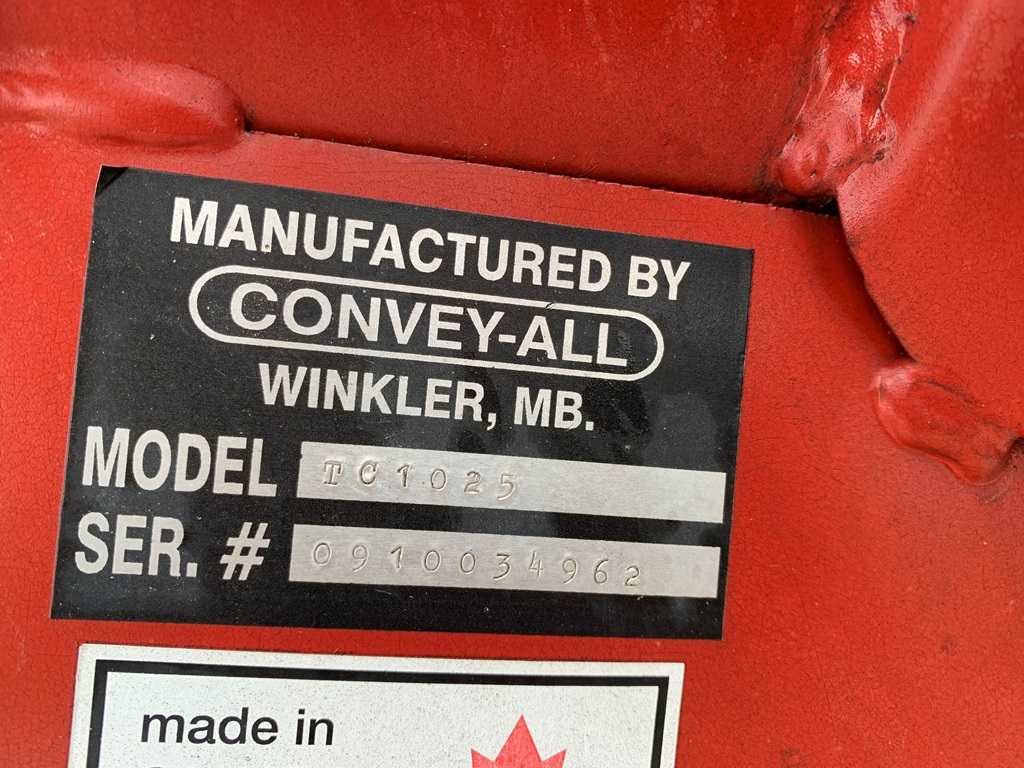 MANUFACTURED BY
CONVEY-ALL
WINKLER, MB.
MODEL TC1025
SER. # 0910034962
made in